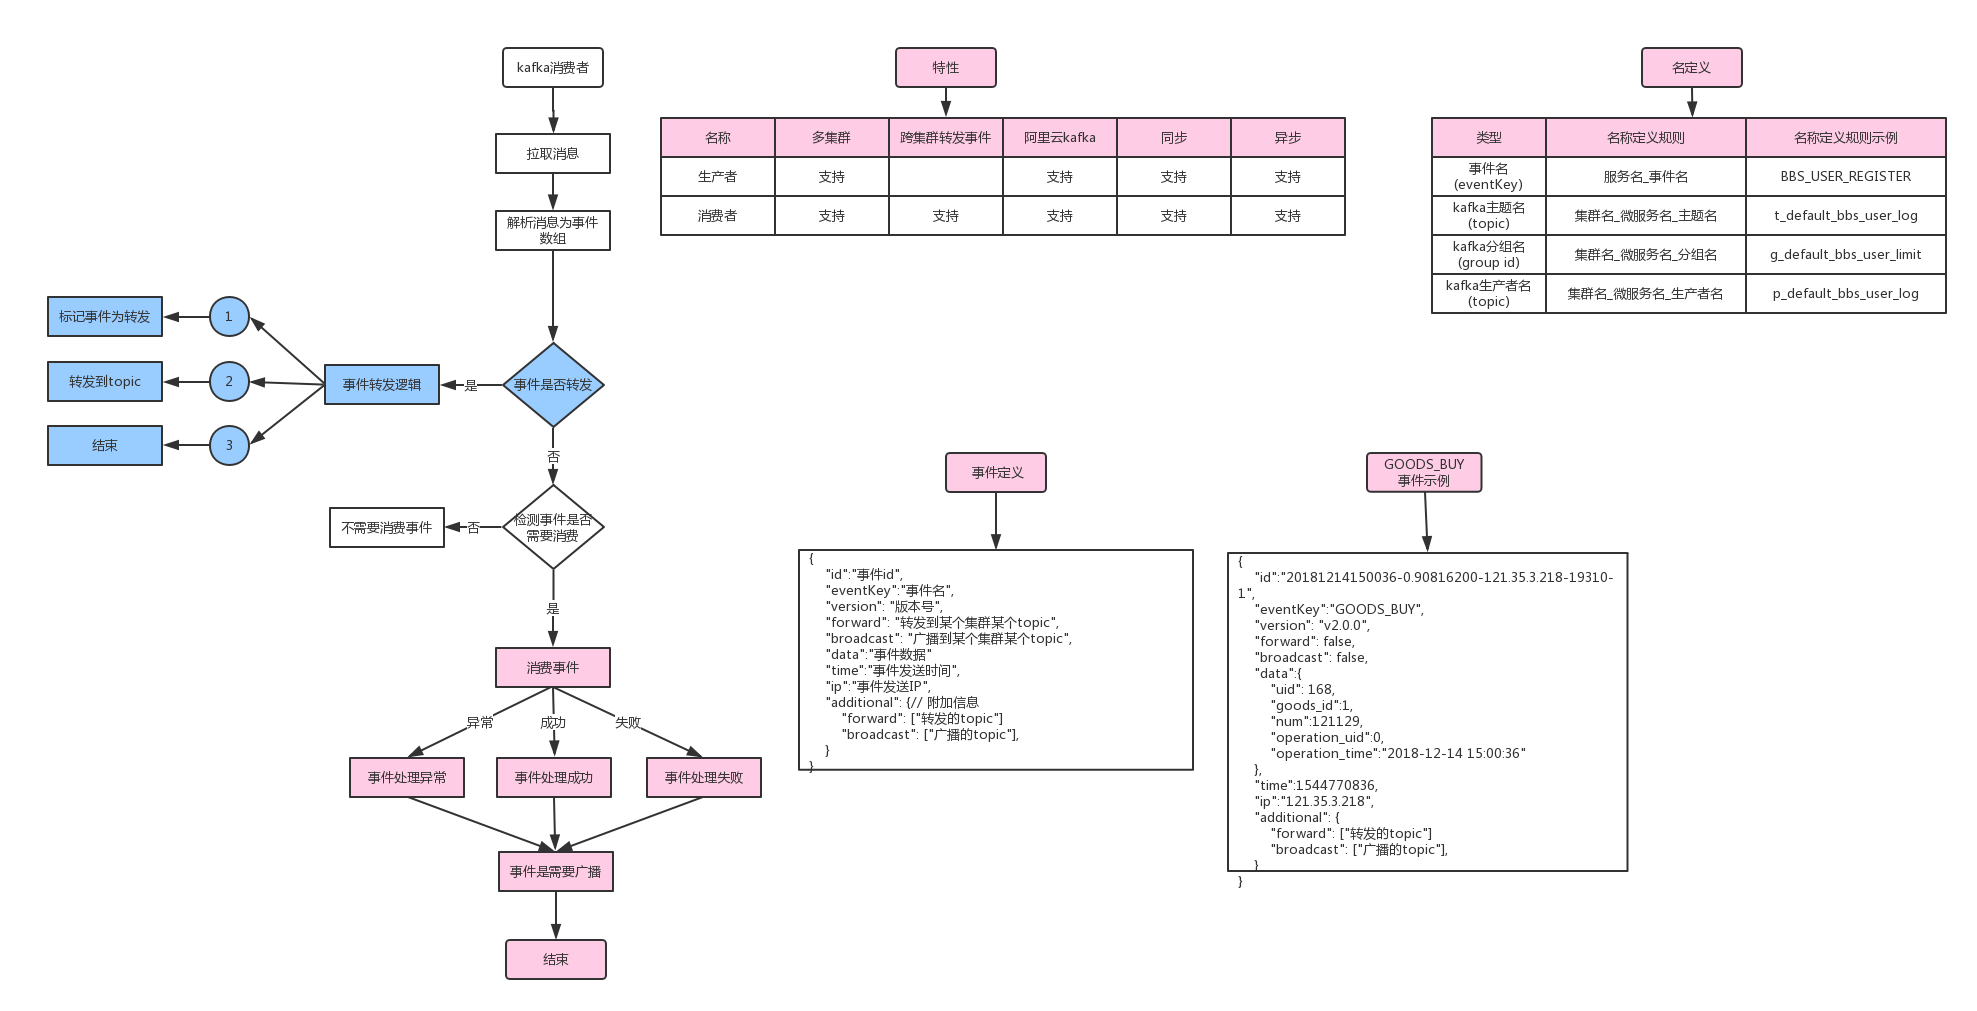 kafka消费者
拉取消息
解析消息为事件
数组
事件是否转发
是
事件转发逻辑
1
标记事件为转发
2
转发到topic
3
结束
否
检测事件是否
需要消费
否
不需要消费事件
是
消费事件
异常
成功
失败
事件处理异常
事件处理成功
事件处理失败
事件是需要广播
结束
特性
名称 多集群 跨集群转发事件 阿里云kafka 同步 异步
生产者 支持 支持 支持 支持
消费者 支持 支持 支持 支持 支持
名定义
类型 名称定义规则 名称定义规则示例
事件名
(eventKey) 服务名_事件名 BBS_USER_REGISTER
kafka主题名
(topic) 集群名_微服务名_主题名 t_default_bbs_user_log
kafka分组名
(group id) 集群名_微服务名_分组名 g_default_bbs_user_limit
kafka生产者名
(topic) 集群名_微服务名_生产者名 p_default_bbs_user_log
事件定义
{
"id":"事件id",
"eventKey":"事件名",
"version": "版本号",
"forward": "转发到某个集群某个topic",
"broadcast": "广播到某个集群某个topic",
"data":"事件数据"
"time":"事件发送时间",
"ip":"事件发送IP",
"additional": {// 附加信息
"forward": ["转发的topic"]
"broadcast": ["广播的topic"],
}
}
GOODS_BUY
事件示例
{
"id":"20181214150036-0.90816200-121.35.3.218-19310-
1",
"eventKey":"GOODS_BUY",
"version": "v2.0.0",
"forward": false,
"broadcast": false,
"data":{
"uid": 168,
"goods_id":1,
"num":121129,
"operation_uid":0,
"operation_time":"2018-12-14 15:00:36"
},
"time":1544770836,
"ip":"121.35.3.218",
"additional": {
"forward": ["转发的topic"]
"broadcast": ["广播的topic"],
}
}